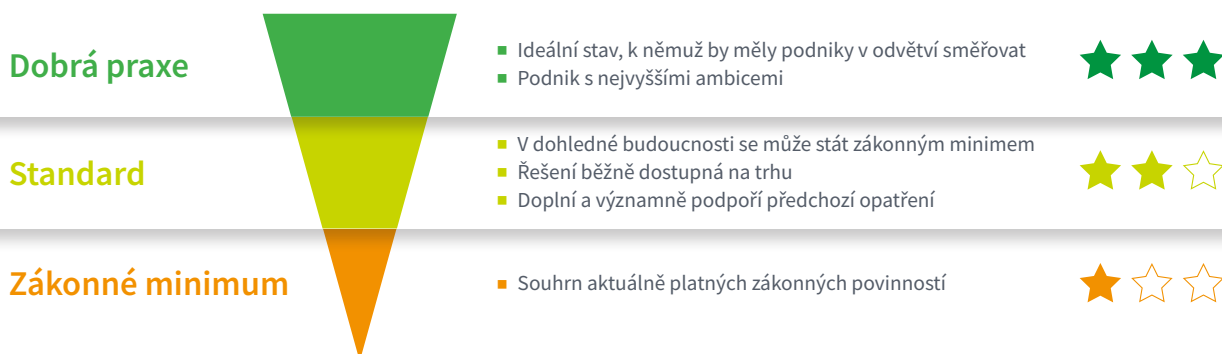 Dobrá praxe
Ideální stav, k němuž by měly podniky v odvětví směřovat
Podnik s nejvyššími ambicemi
Standard
V dohledné budoucnosti se může stát zákonným minimem
Řešení běžně dostupná na trhu
Doplní a významně podpoří předchozí opatření
Zákonné minimum
Souhrn aktuálně platných zákonných povinností